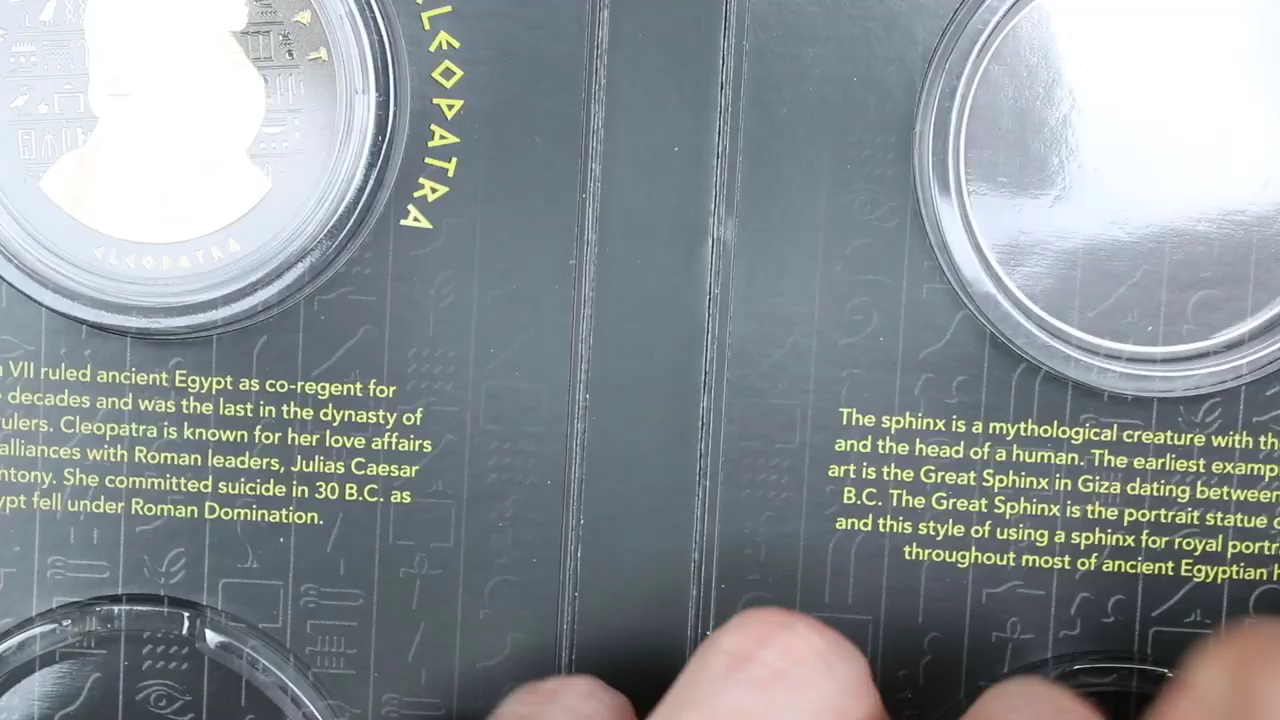 CLEOPATRA
CLEOPATRA
VII ruled ancient Egypt as co-regent for
decades and was the last in the dynasty of
ulers. Cleopatra is known for her love affairs
alliances with Roman leaders, Julias Caesar
ntony. She committed suicide in 30 B.C. as
ypt fell under Roman Domination.
The sphinx is a mythological creature with th
and the head of a human. The earliest examp
art is the Great Sphinx in Giza dating between
B.C. The Great Sphinx is the portrait statue
and this style of using a sphinx for royal portr
throughout most of ancient Egyptian h